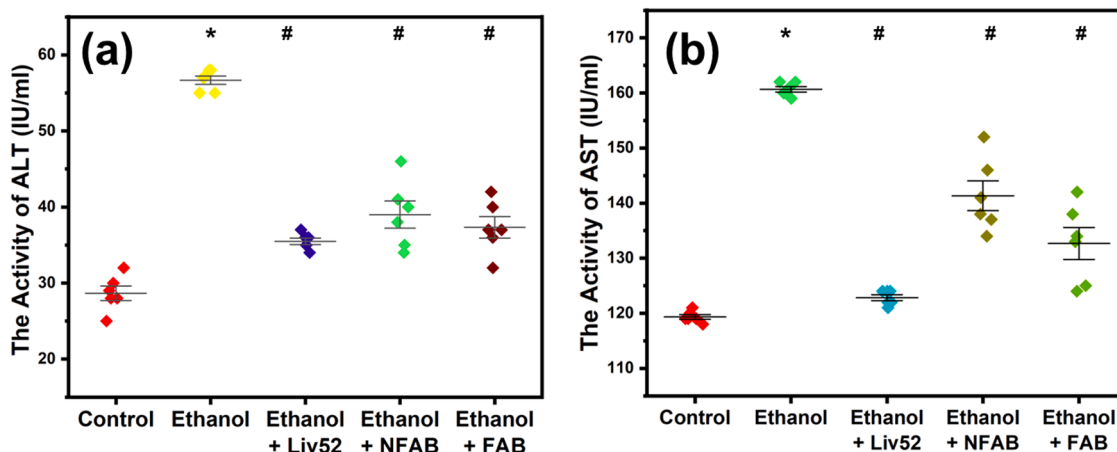 (a)
The Activity of ALT (IU/ml)
60
50
40
30
20
* # # #
Control Ethanol Ethanol Ethanol Ethanol
+ Liv52 + NFAB + FAB
(b)
The Activity of AST (IU/ml)
170
160
150
140
130
120
110
* # # #
Control Ethanol Ethanol Ethanol Ethanol
+ Liv52 + NFAB + FAB